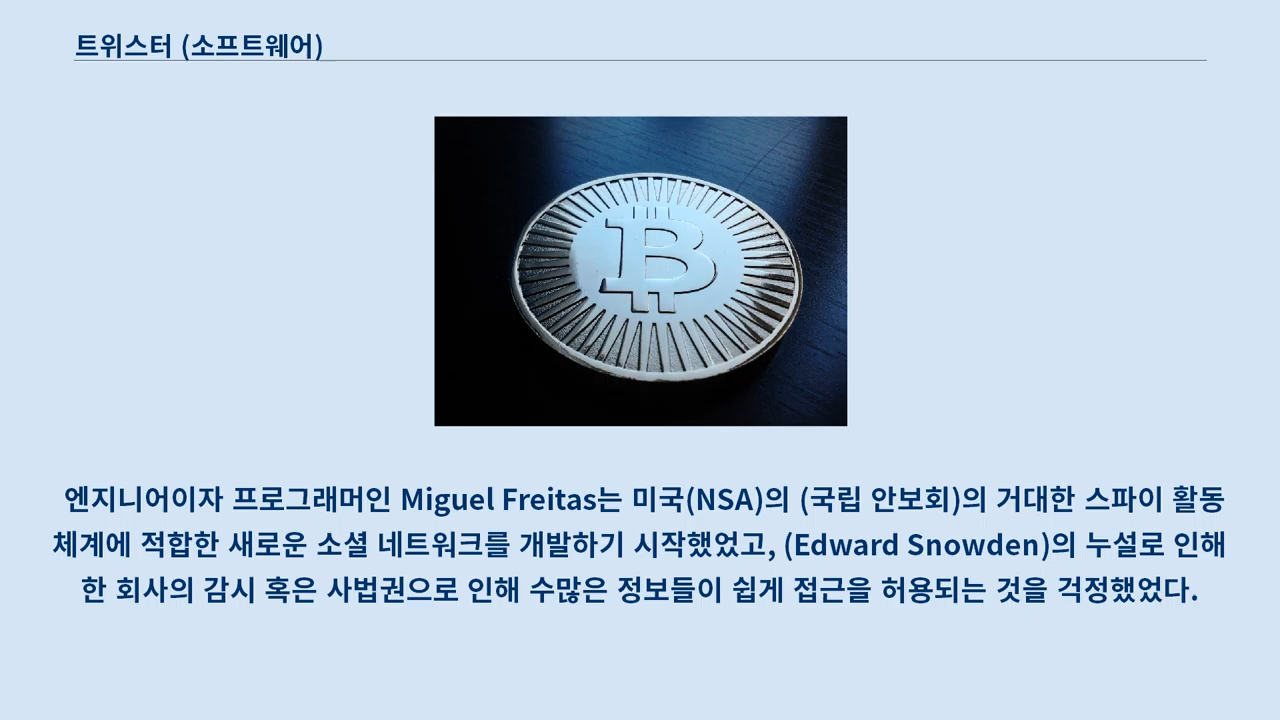 트위스터 (소프트웨어)
엔지니어이자 프로그래머인 Miguel Freitas는 미국(NSA)의 (국립 안보회)의 거대한 스파이 활동
체계에 적합한 새로운 소셜 네트워크를 개발하기 시작했었고, (Edward Snowden)의 누설로 인해
한 회사의 감시 혹은 사법권으로 인해 수많은 정보들이 쉽게 접근을 허용되는 것을 걱정했었다.